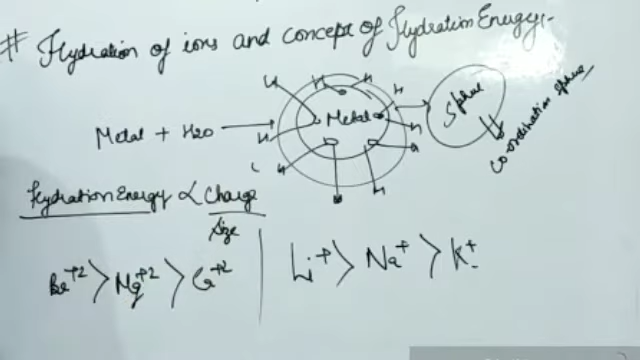 # Hydration of ions and concept of Hydration Energy:-
Metal + H2O →
Metal
H H H H H H H H H H
Sphere
co-ordination sphere
Hydration Energy ∝ Charge
Size
Be+2 > Mg+2 > Ca+2
Li+ > Na+ > K+